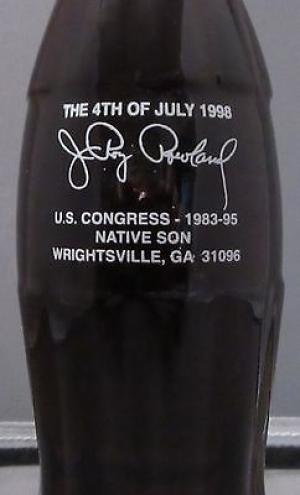 THE 4TH OF JULY 1998
J. Roy Rowland
U.S. CONGRESS - 1983-95
NATIVE SON
WRIGHTSVILLE, GA 31096